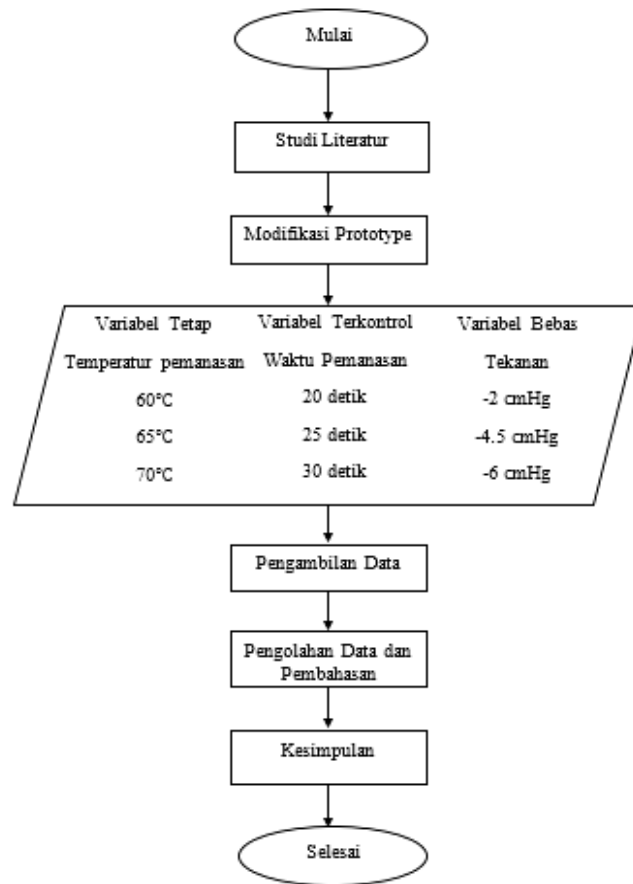 Mulai
Studi Literatur
Modifikasi Prototype
Variabel Tetap Variabel Terkontrol Variabel Bebas
Temperatur pemanasan Waktu Pemanasan Tekanan
60°C 20 detik -2 cmHg
65°C 25 detik -4.5 cmHg
70°C 30 detik -6 cmHg
Pengambilan Data
Pengolahan Data dan
Pembahasan
Kesimpulan
Selesai